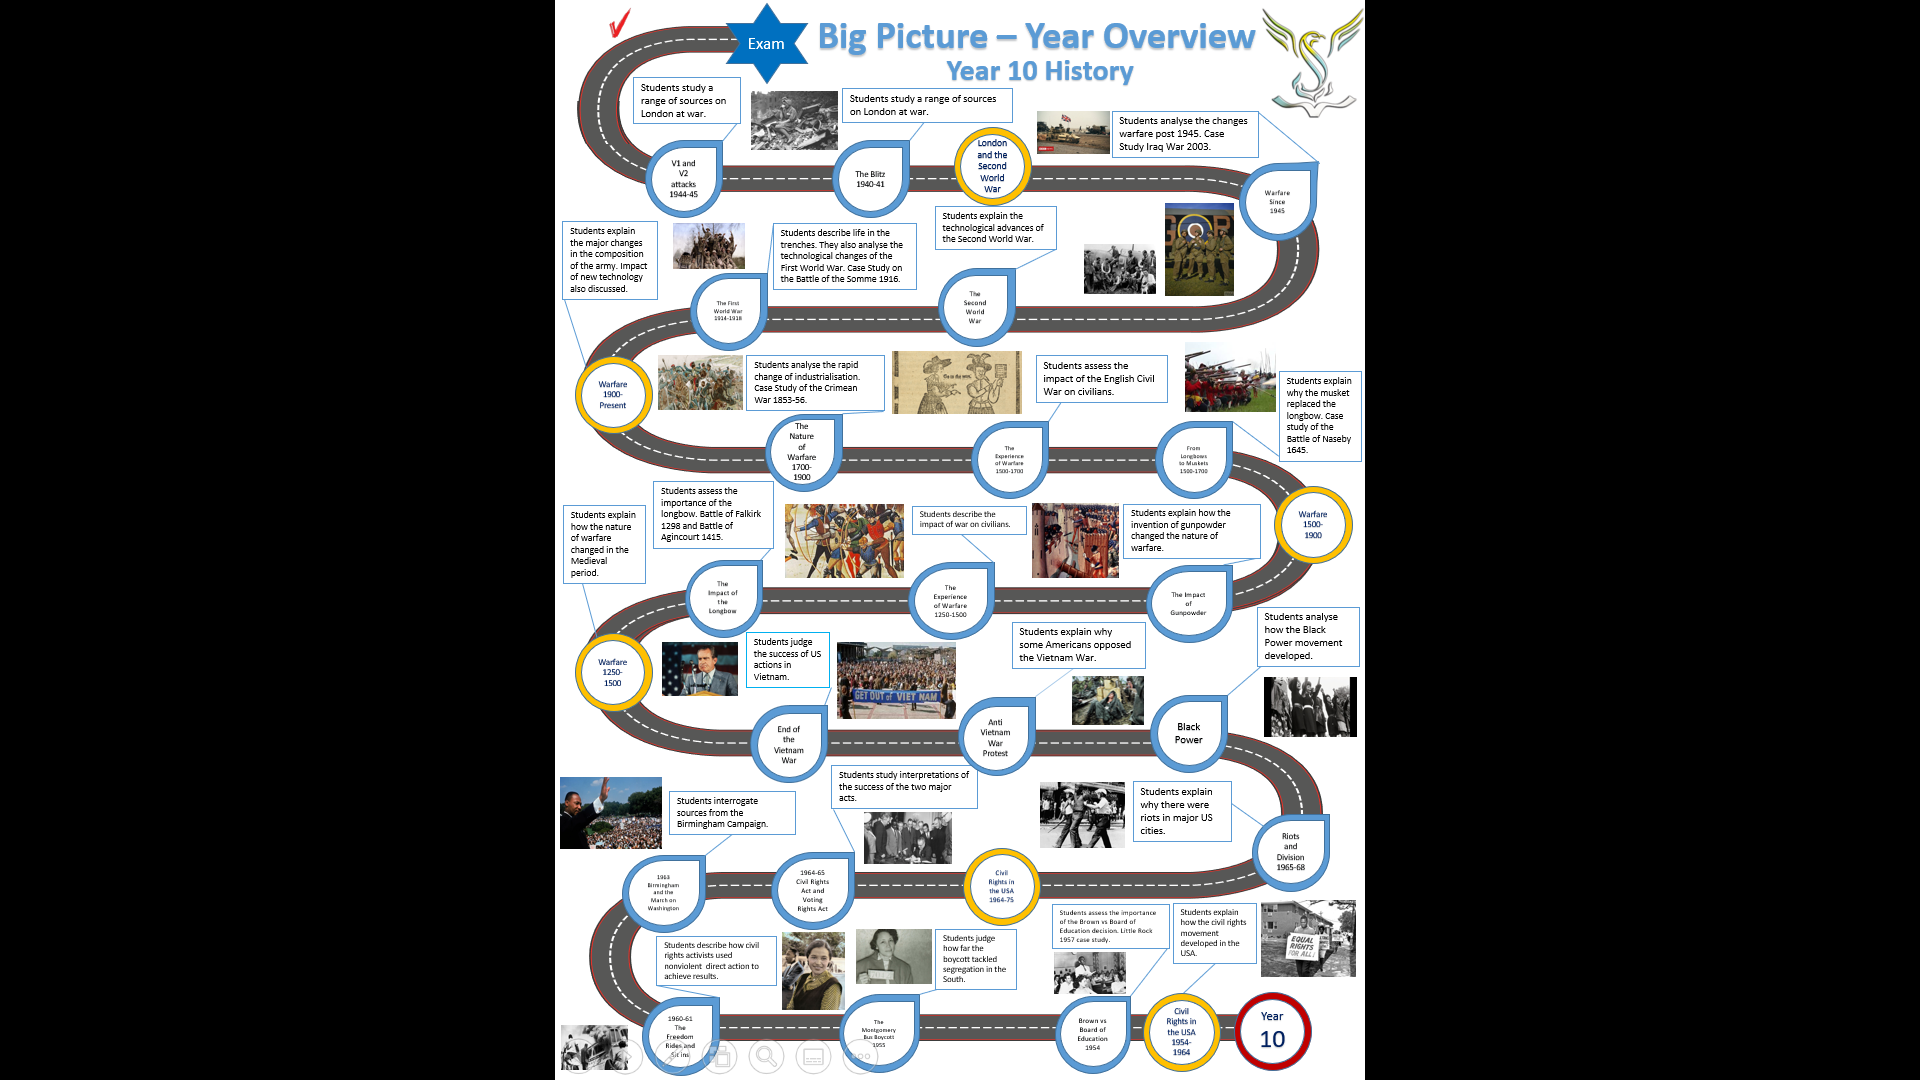 Exam
Big Picture – Year Overview
Year 10 History
Students study a
range of sources on
London at war.
Students study a range of sources
on London at war.
Students analyse the changes
warfare post 1945. Case
Study Iraq War 2003.
V1 and
V2
attacks
1944-45
The Blitz
1940-41
London
and the
Second
World
War
Warfare
Since
1945
Students explain
the major changes
in the composition
of the army. Impact
of new technology
also discussed.
Students describe life in the
trenches. They also analyse the
technological changes of the
First World War. Case Study on
the Battle of the Somme 1916.
Students explain the
technological advances of
the Second World War.
The First
World War
1914-1918
The
Second
World
War
Warfare
1900-
Present
Students analyse the rapid
change of industrialisation.
Case Study of the Crimean
War 1853-56.
Students assess the
impact of the English Civil
War on civilians.
Students explain
why the musket
replaced the
longbow. Case
study of the
Battle of Naseby
1645.
The
Nature
of
Warfare
1700-
1900
The
Experience
of Warfare
1500-1700
From
Longbows
to Muskets
1500-1700
Warfare
1500-
1900
Students explain
how the nature
of warfare
changed in the
Medieval
period.
Students assess the
importance of the
longbow. Battle of Falkirk
1298 and Battle of
Agincourt 1415.
Students describe the
impact of war on civilians.
Students explain how the
invention of gunpowder
changed the nature of
warfare.
The
Impact of
the
Longbow
The
Experience
of Warfare
1250-1500
The Impact
of
Gunpowder
Warfare
1250-
1500
Students judge
the success of US
actions in
Vietnam.
GET OUT of VIET NAM
Students explain why
some Americans opposed
the Vietnam War.
Students analyse
how the Black
Power movement
developed.
End of
the
Vietnam
War
Anti
Vietnam
War
Protest
Black
Power
Students interrogate
sources from the
Birmingham Campaign.
Students study interpretations of
the success of the two major
acts.
Students explain
why there were
riots in major US
cities.
Riots
and
Division
1965-68
1963
Birmingham
and the
March on
Washington
1964-65
Civil Rights
Act and
Voting
Rights Act
Civil
Rights in
the USA
1964-75
Students describe how civil
rights activists used
nonviolent direct action to
achieve results.
Students judge
how far the
boycott tackled
segregation in the
South.
Students assess the importance
of the Brown vs Board of
Education decision. Little Rock
1957 case study.
Students explain
how the civil rights
movement
developed in the
USA.
EQUAL
RIGHTS
FOR ALL!
1960-61
The
Freedom
Rides and
Sit ins
The
Montgomery
Bus Boycott
1955
Brown vs
Board of
Education
1954
Civil
Rights in
the USA
1954-
1964
Year
10